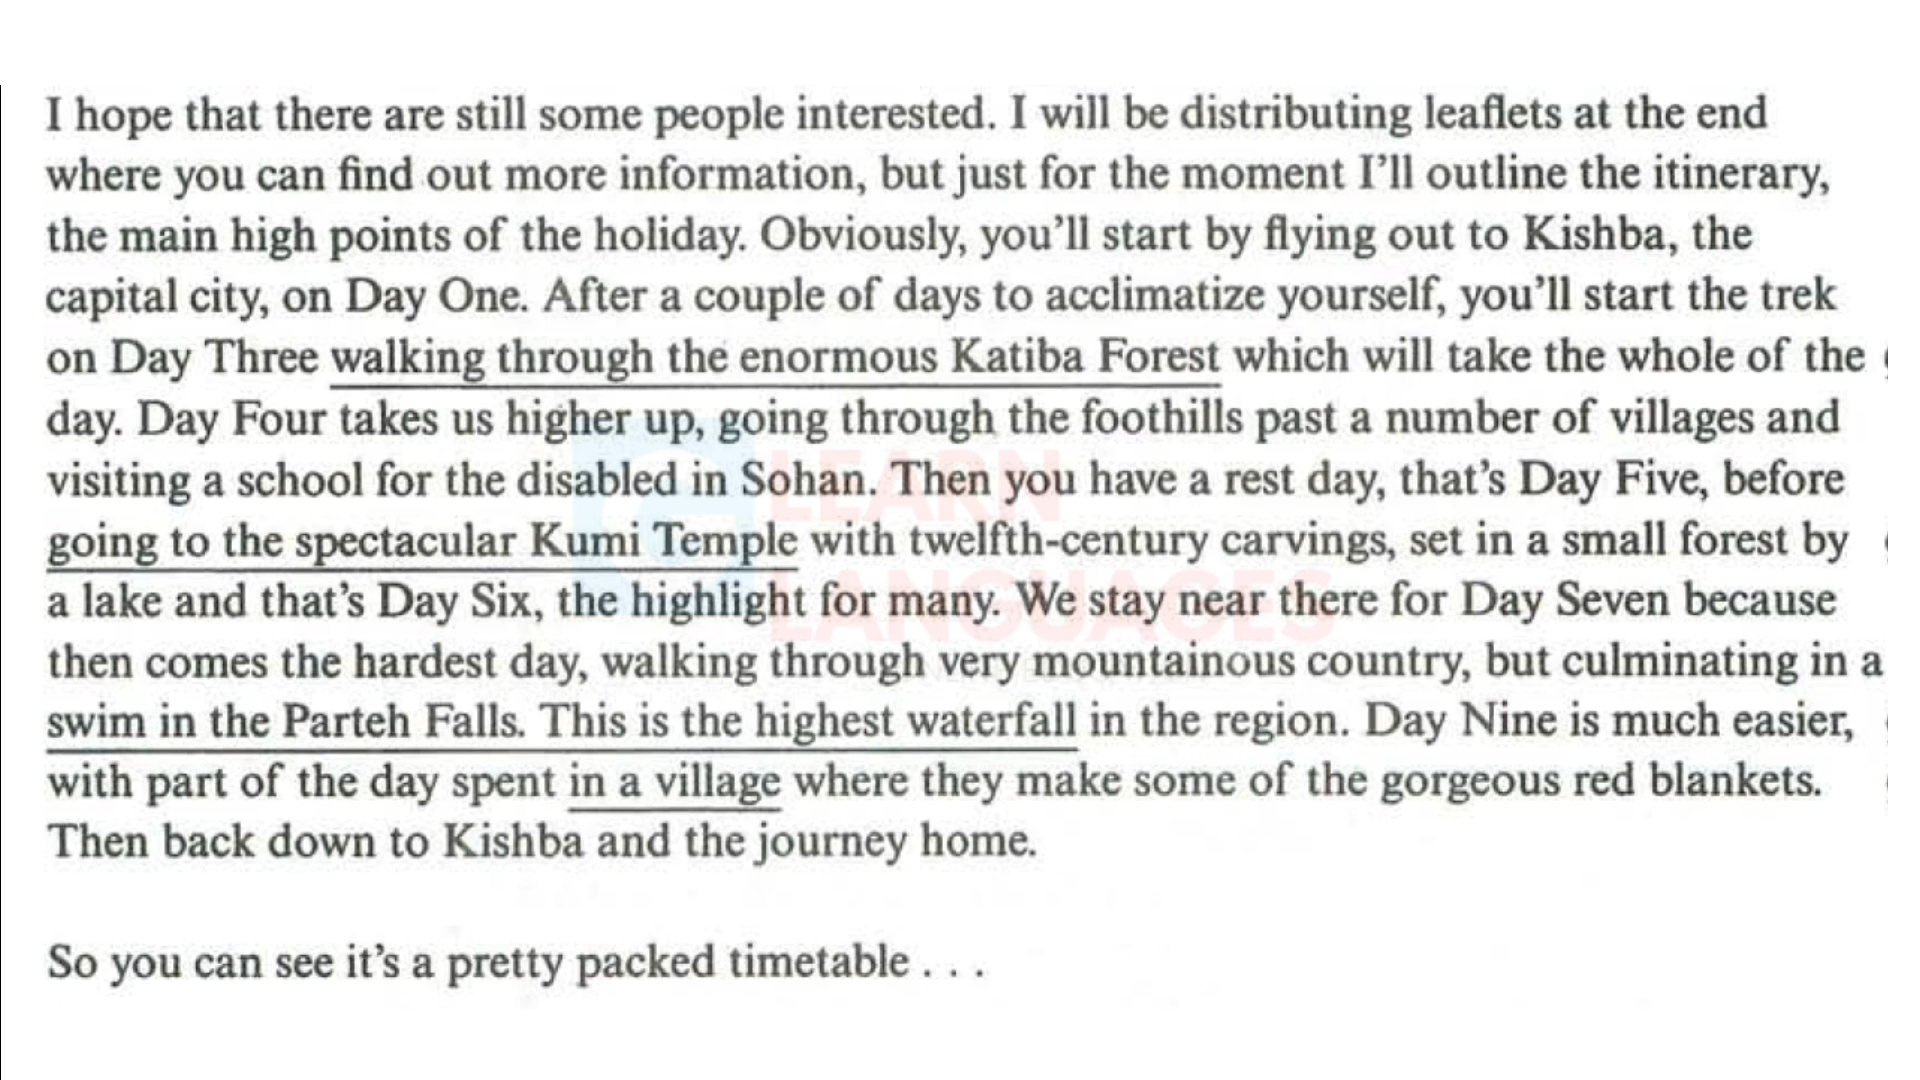 I hope that there are still some people interested. I will be distributing leaflets at the end
where you can find out more information, but just for the moment I'll outline the itinerary,
the main high points of the holiday. Obviously, you'll start by flying out to Kishba, the
capital city, on Day One. After a couple of days to acclimatize yourself, you'll start the trek
on Day Three walking through the enormous Katiba Forest which will take the whole of the
day. Day Four takes us higher up, going through the foothills past a number of villages and
visiting a school for the disabled in Sohan. Then you have a rest day, that's Day Five, before
going to the spectacular Kumi Temple with twelfth-century carvings, set in a small forest by
a lake and that's Day Six, the highlight for many. We stay near there for Day Seven because
then comes the hardest day, walking through very mountainous country, but culminating in a
swim in the Parteh Falls. This is the highest waterfall in the region. Day Nine is much easier,
with part of the day spent in a village where they make some of the gorgeous red blankets.
Then back down to Kishba and the journey home.
So you can see it's a pretty packed timetable . . .
LEARN
LANGUAGES